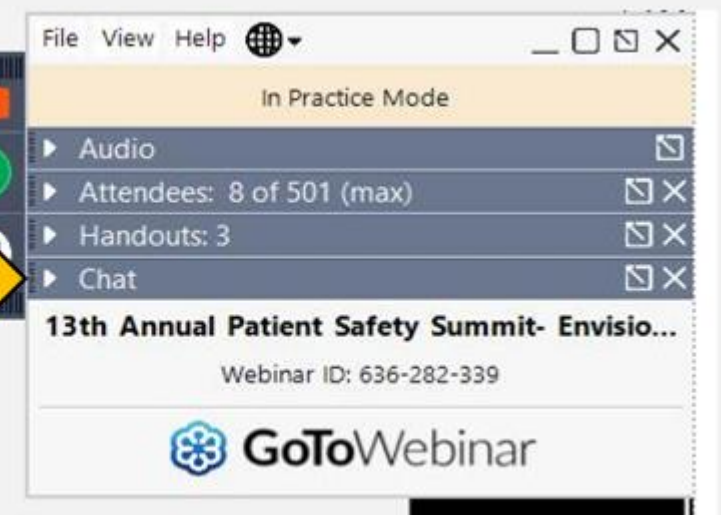 File View Help
In Practice Mode
Audio
Attendees: 8 of 501 (max)
Handouts: 3
Chat
13th Annual Patient Safety Summit- Envisio...
Webinar ID: 636-282-339
GoToWebinar